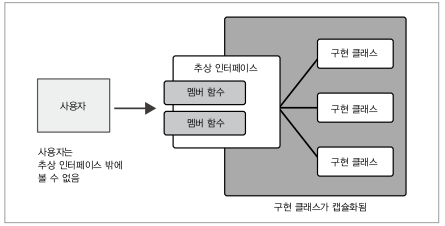 추상 인터페이스
멤버 함수
멤버 함수
사용자
구현 클래스
구현 클래스
구현 클래스
사용자는
추상 인터페이스 밖에
볼 수 없음
구현 클래스가 캡슐화됨